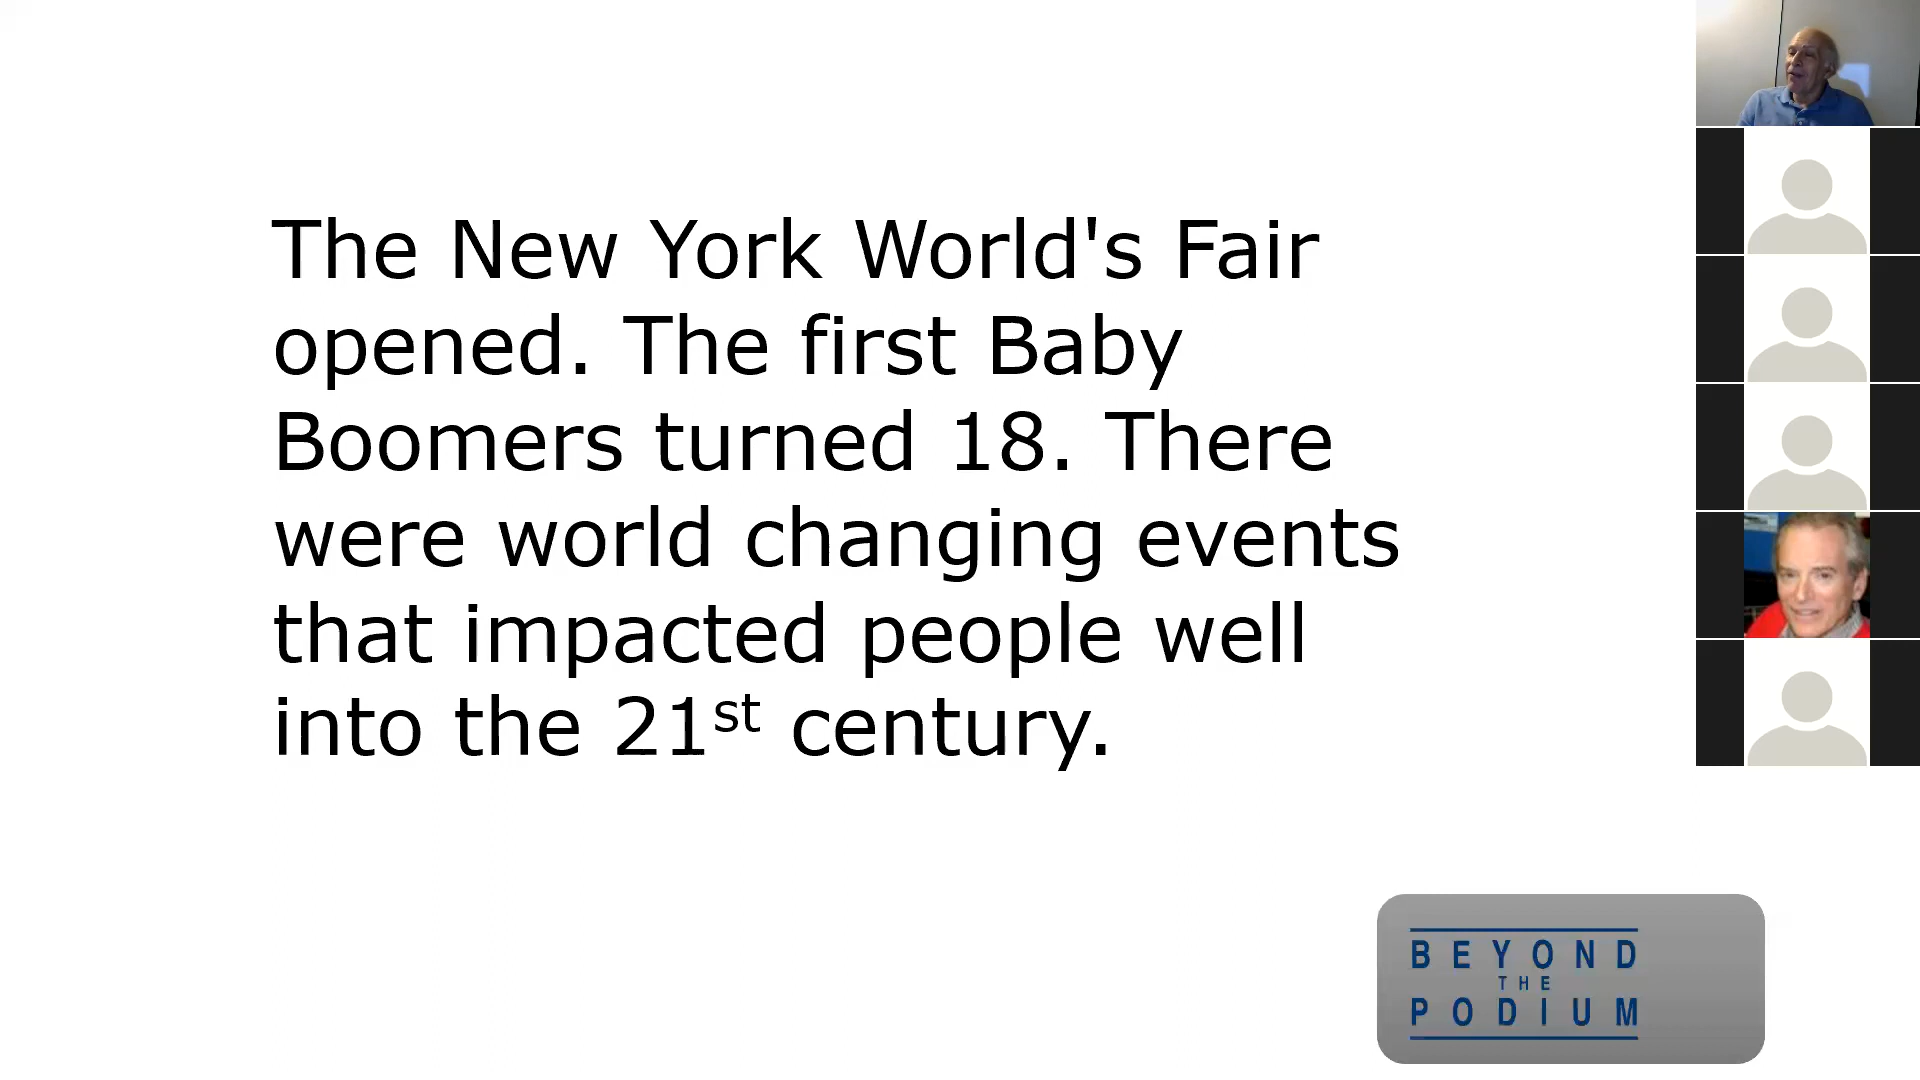 The New York World's Fair
opened. The first Baby
Boomers turned 18. There
were world changing events
that impacted people well
into the 21st century.
BEYOND
THE
PODIUM